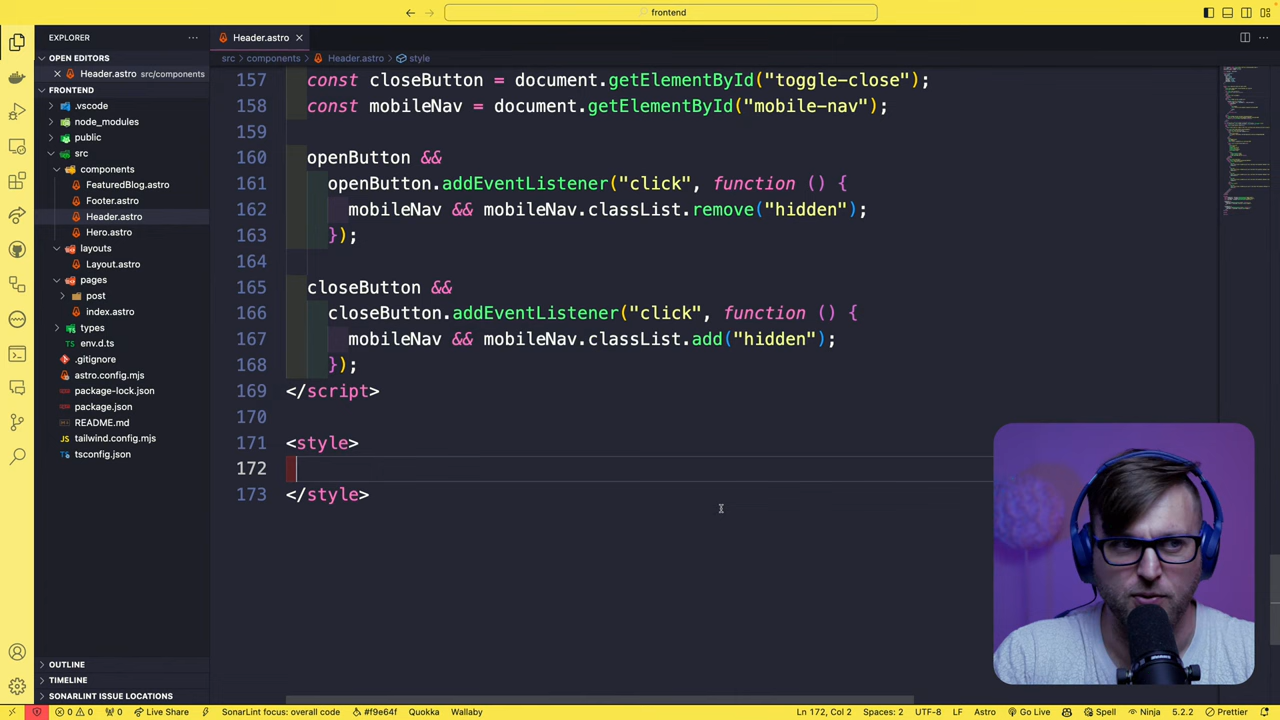 frontend
EXPLORER
Header.astro
OPEN EDITORS
Header.astro src/components
src › components › Header.astro › style
FRONTEND
.vscode
node_modules
public
src
components
FeaturedBlog.astro
Footer.astro
Header.astro
Hero.astro
layouts
Layout.astro
pages
post
index.astro
types
env.d.ts
.gitignore
astro.config.mjs
package-lock.json
package.json
README.md
tailwind.config.mjs
tsconfig.json
OUTLINE
TIMELINE
SONARLINT ISSUE LOCATIONS
157 const closeButton = document.getElementById("toggle-close");
158 const mobileNav = document.getElementById("mobile-nav");
159
160 openButton &&
161 openButton.addEventListener("click", function () {
162 mobileNav && mobileNav.classList.remove("hidden");
163 });
164
165 closeButton &&
166 closeButton.addEventListener("click", function () {
167 mobileNav && mobileNav.classList.add("hidden");
168 });
169 </script>
170
171 <style>
172
173 </style>
0 0 0 Live Share SonarLint focus: overall code #f9e64f Quokka Wallaby Ln 172, Col 2 Spaces: 2 UTF-8 LF Astro Go Live Spell Ninja 5.2.2 Prettier